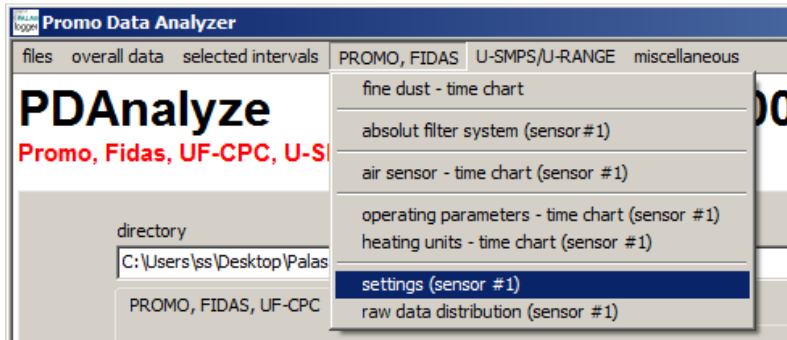 Promo Data Analyzer
files overall data selected intervals PROMO, FIDAS U-SMPS/U-RANGE miscellaneous
fine dust - time chart
PDAnalyze
absolut filter system (sensor#1)
Promo, Fidas, UF-CPC,
air sensor - time chart (sensor #1)
operating parameters - time chart (sensor #1)
directory
heating units - time chart (sensor #1)
C:\Users\ss\Desktop\Palas
settings (sensor #1)
PROMO, FIDAS, UF-CPC
raw data distribution (sensor #1)